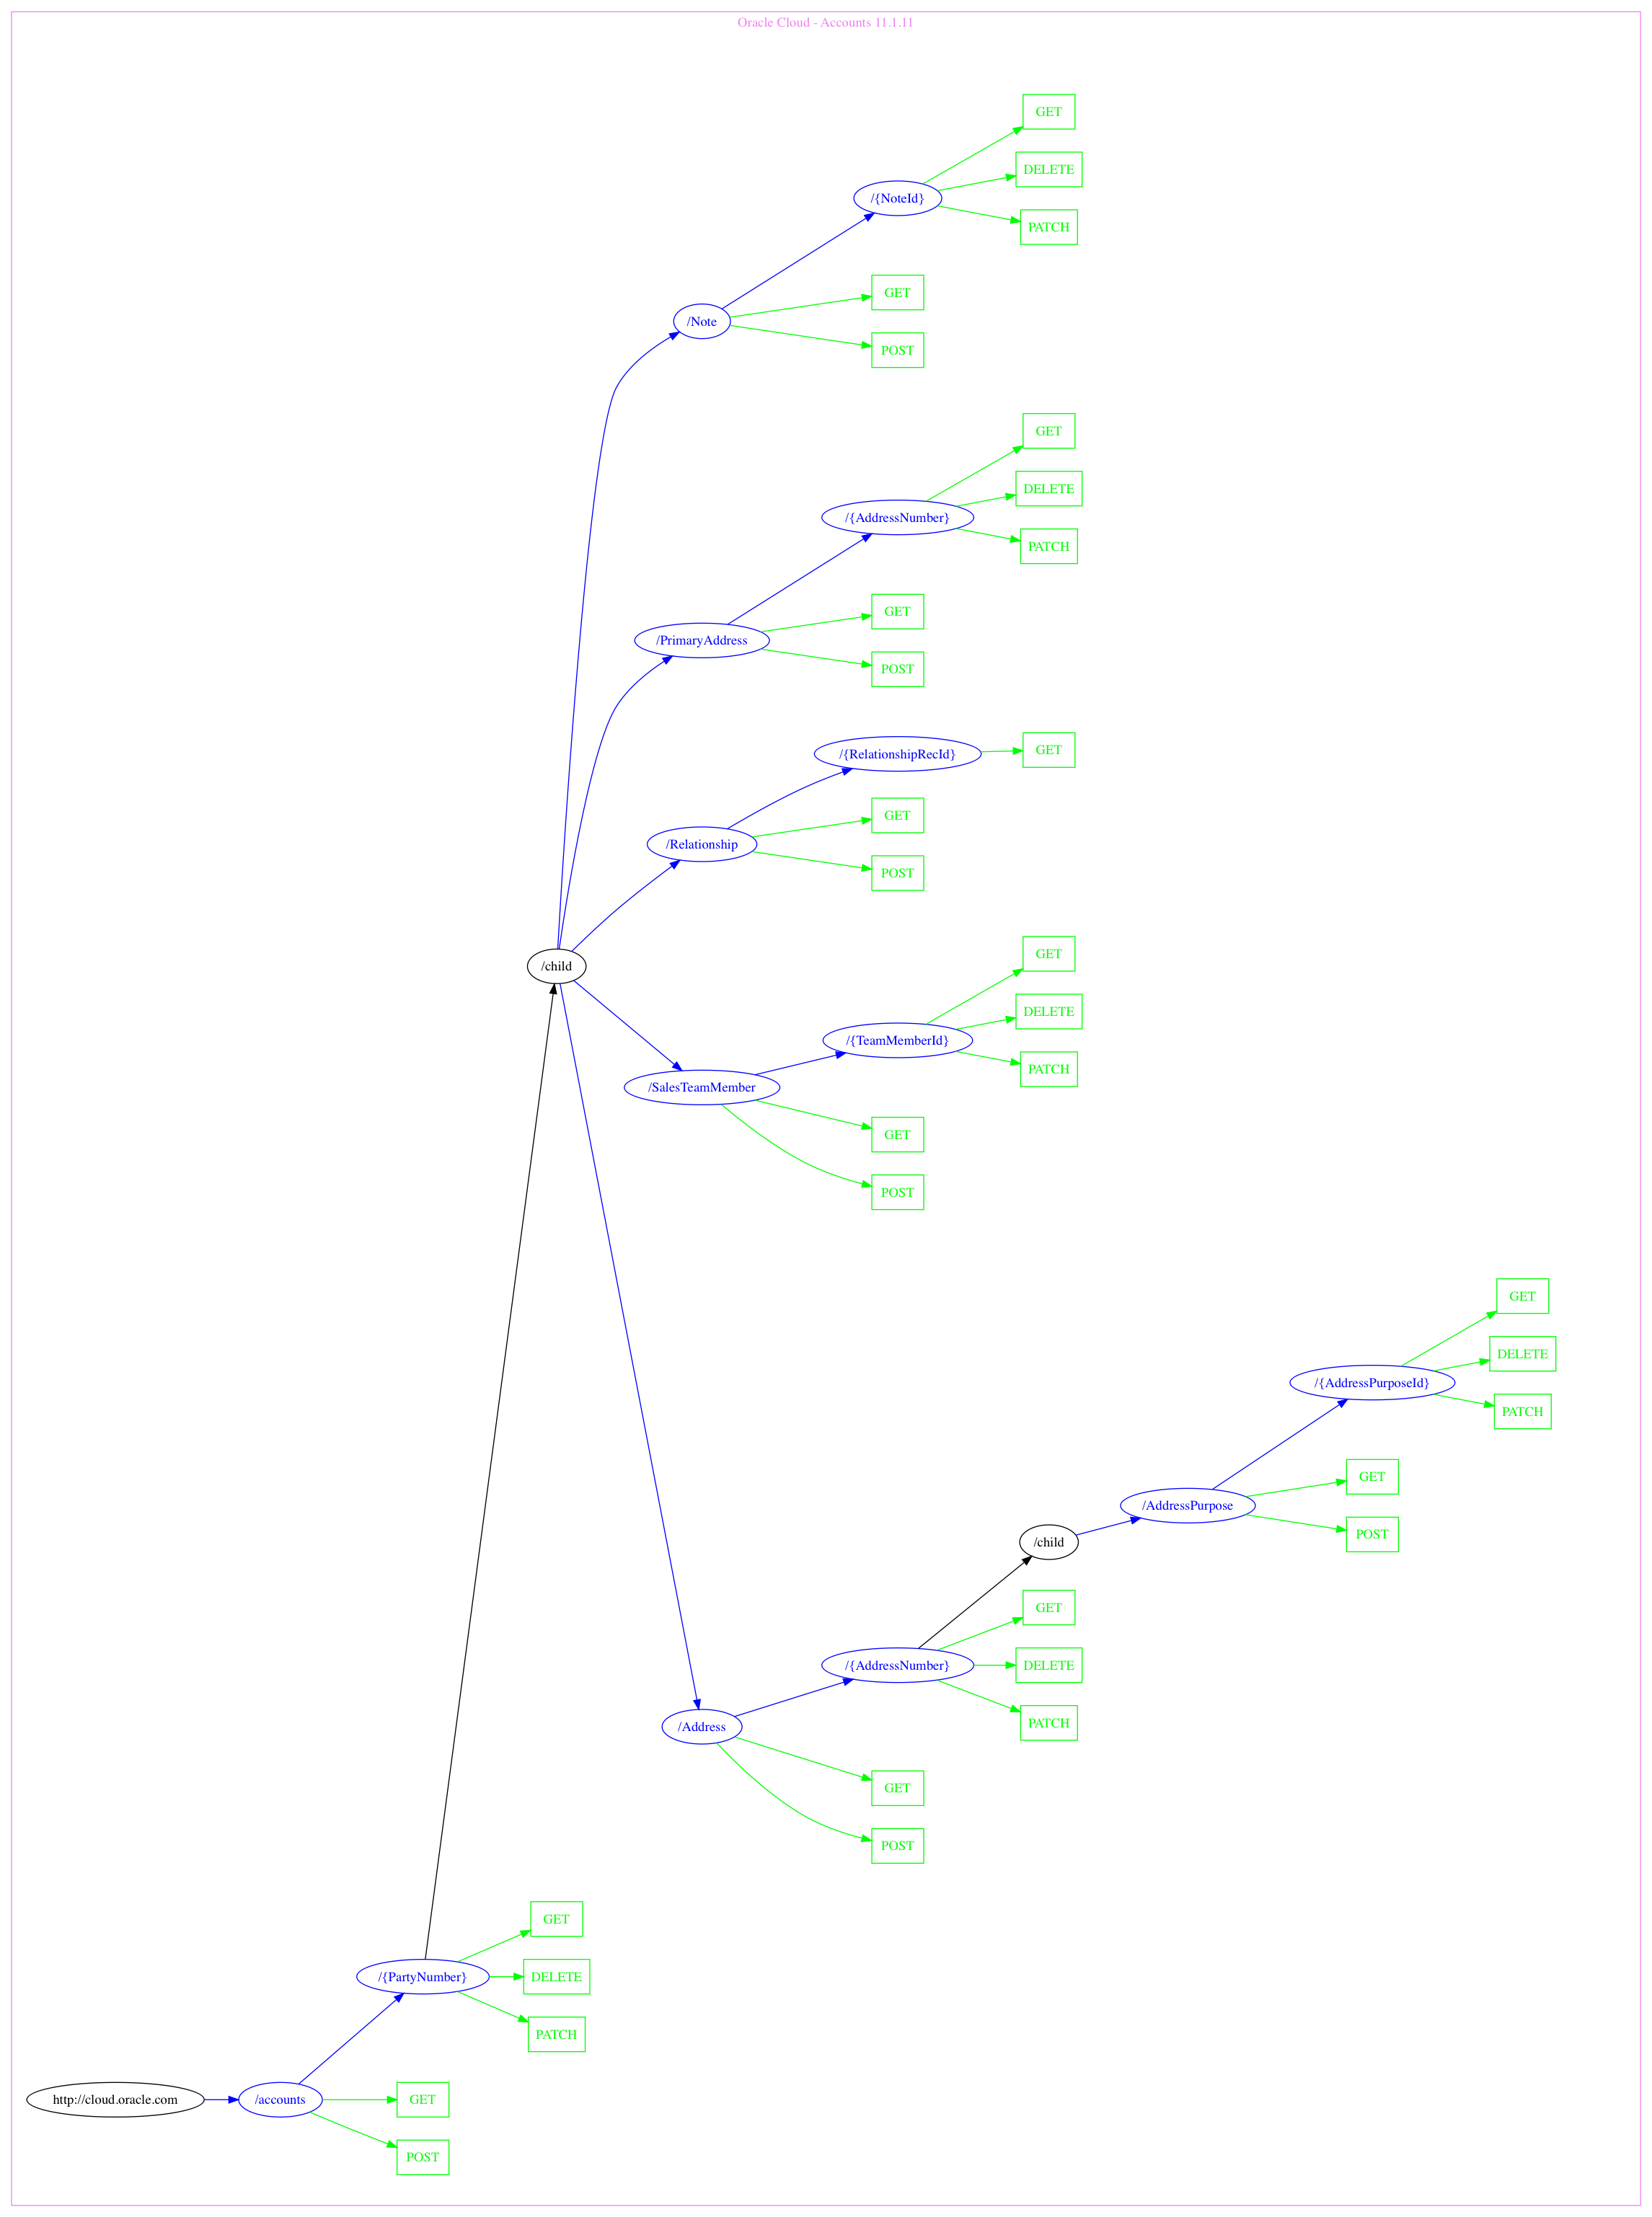 Oracle Cloud - Accounts 11.1.11
GET
DELETE
/{NoteId}
PATCH
GET
/Note
POST
GET
DELETE
/{AddressNumber}
PATCH
GET
/PrimaryAddress
POST
/{RelationshipRecId}
GET
GET
/Relationship
POST
GET
/child
DELETE
/{TeamMemberId}
PATCH
/SalesTeamMember
GET
POST
GET
DELETE
/{AddressPurposeId}
PATCH
GET
/AddressPurpose
POST
/child
GET
/{AddressNumber}
DELETE
PATCH
/Address
GET
POST
GET
/{PartyNumber}
DELETE
PATCH
http://cloud.oracle.com
/accounts
GET
POST